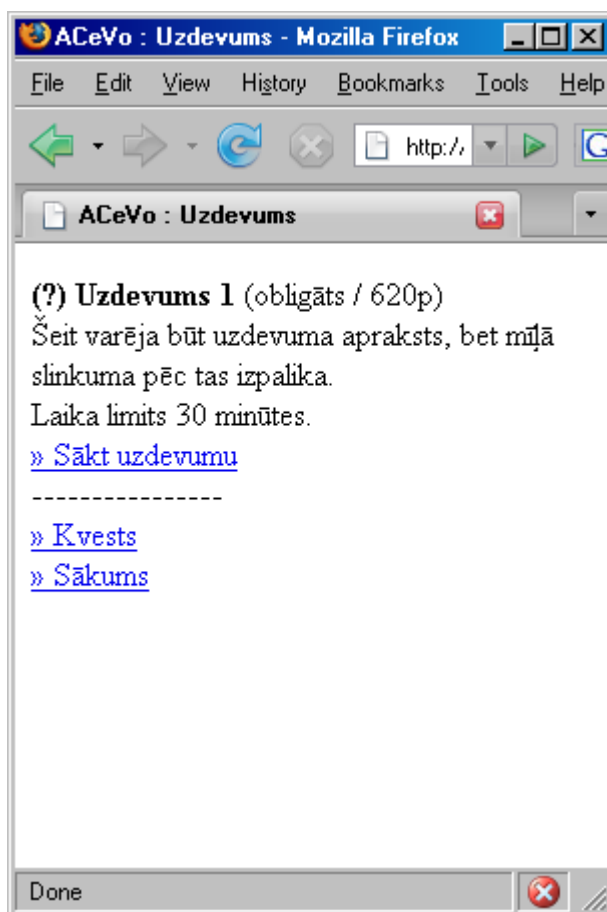 ACeVo : Uzdevums - Mozilla Firefox
File Edit View History Bookmarks Tools Help
http:/,
ACeVo : Uzdevums
(?) Uzdevums 1 (obligāts / 620p)
Šeit varēja būt uzdevuma apraksts, bet mīļā
slinkuma pēc tas izpalika.
Laika limits 30 minūtes.
» Sākt uzdevumu
----------------
» Kvests
» Sākums
Done